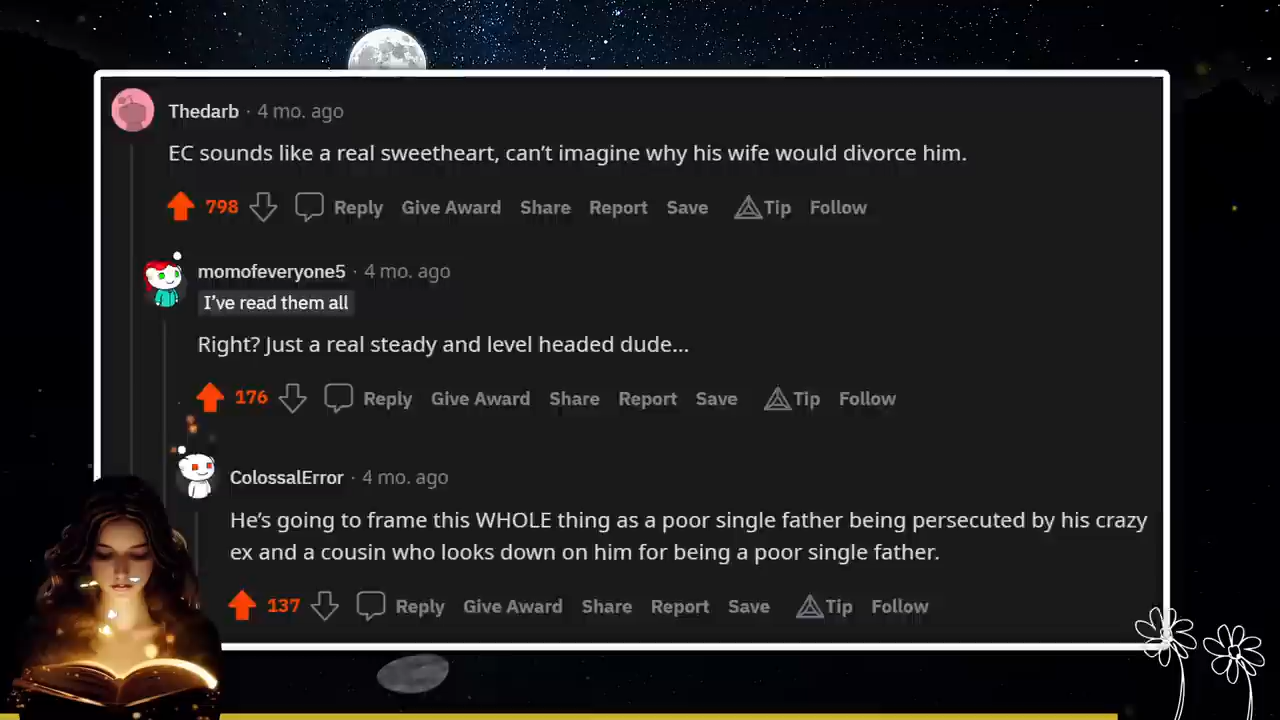 Thedarb · 4 mo. ago
EC sounds like a real sweetheart, can't imagine why his wife would divorce him.
798 Reply Give Award Share Report Save Tip Follow
momofeveryone5 · 4 mo. ago
I've read them all
Right? Just a real steady and level headed dude...
176 Reply Give Award Share Report Save Tip Follow
ColossalError · 4 mo. ago
He's going to frame this WHOLE thing as a poor single father being persecuted by his crazy
ex and a cousin who looks down on him for being a poor single father.
137 Reply Give Award Share Report Save Tip Follow